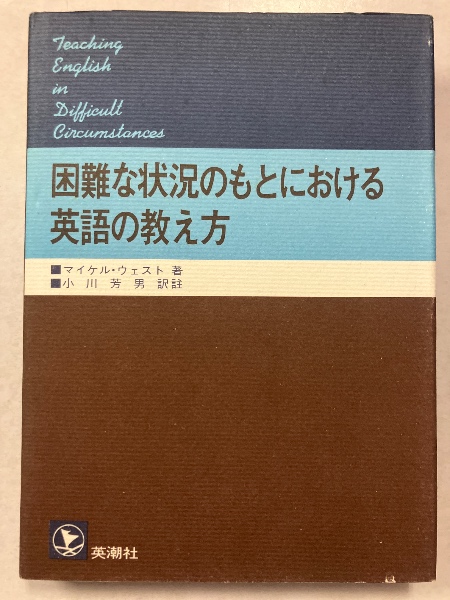 Teaching
English
in
Difficult
Circumstances
困難な状況のもとにおける
英語の教え方
■マイケル・ウェスト 著
■小川芳男 訳註
英潮社